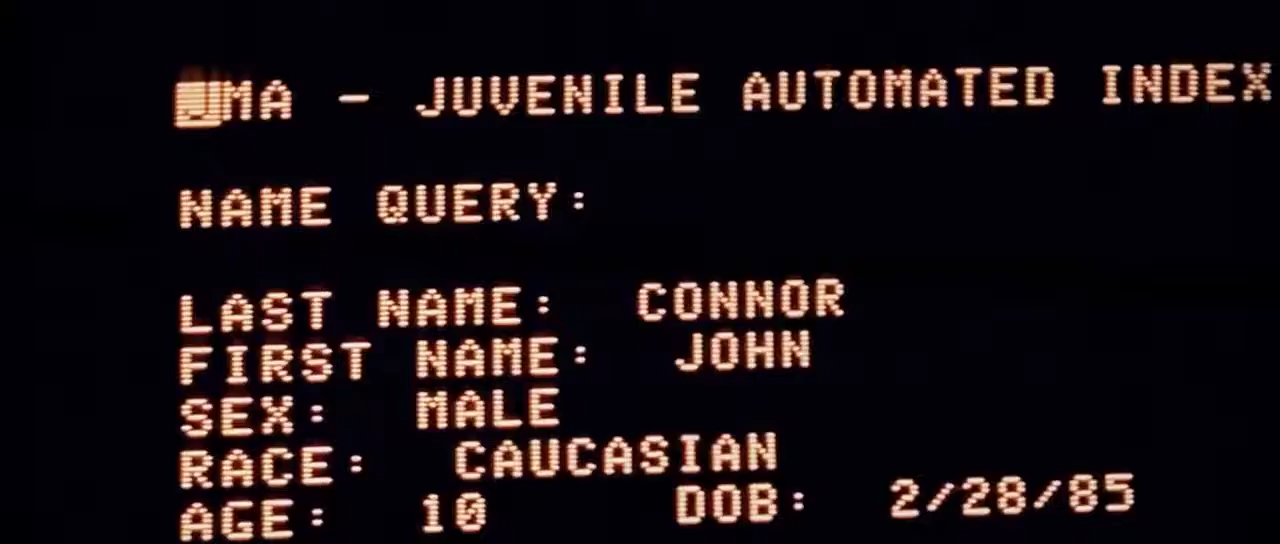 JMA - JUVENILE AUTOMATED INDEX
NAME QUERY:
LAST NAME: CONNOR
FIRST NAME: JOHN
SEX: MALE
RACE: CAUCASIAN
AGE: 10 DOB: 2/28/85